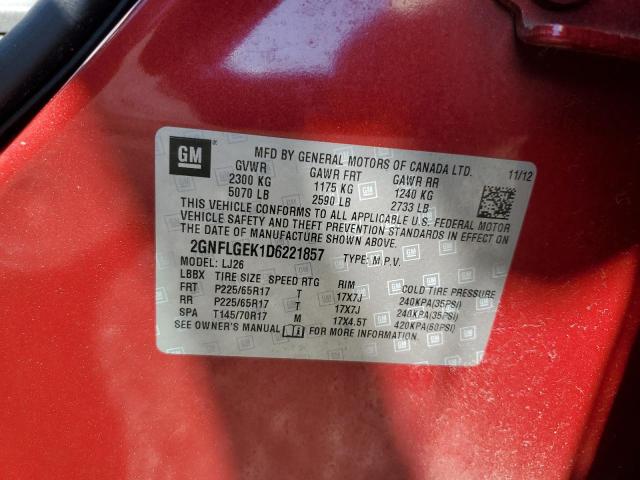 GM
MFD BY GENERAL MOTORS OF CANADA LTD.
11/12
GVWR GAWR FRT GAWR RR
2300 KG 1175 KG 1240 KG
5070 LB 2590 LB 2733 LB
THIS VEHICLE CONFORMS TO ALL APPLICABLE U.S. FEDERAL MOTOR
VEHICLE SAFETY AND THEFT PREVENTION STANDARDS IN EFFECT ON
THE DATE OF MANUFACTURE SHOWN ABOVE.
2GNFLGEK1D6221857 TYPE: M.P.V.
MODEL: LJ26
LBBX TIRE SIZE SPEED RTG RIM COLD TIRE PRESSURE
FRT P225/65R17 T 17X7J 240KPA(35PSI)
RR P225/65R17 T 17X7J 240KPA(35PSI)
SPA T145/70R17 M 17X4.5T 420KPA(60PSI)
SEE OWNER'S MANUAL FOR MORE INFORMATION.